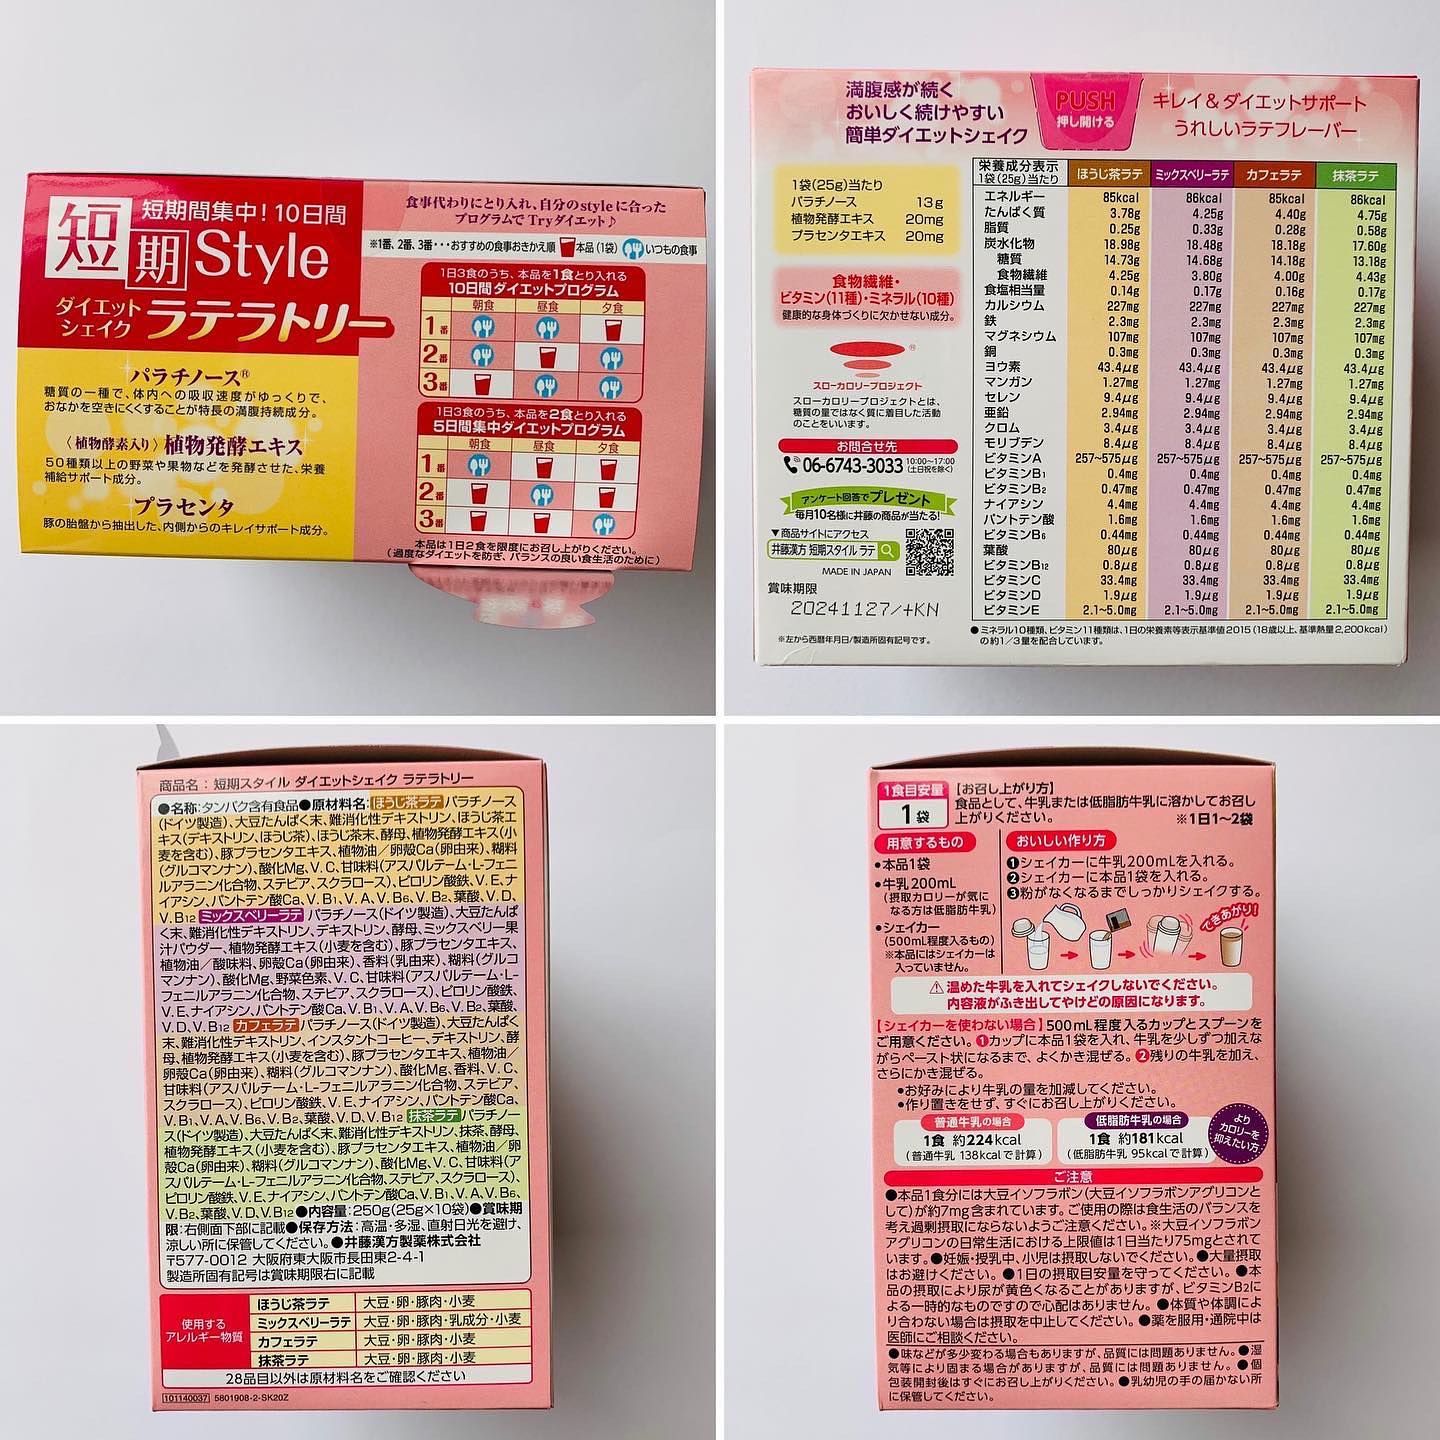 短期
短期間集中! 10日間
Style
ダイエット
シェイク
ラテラトリー
パラチノース®
糖質の一種で、体内への吸収速度がゆっくりで、
おなかを空きにくくすることが特長の満腹持続成分。
〈植物酵素入り〉植物発酵エキス
50種類以上の野菜や果物などを発酵させた、栄養
補給サポート成分。
プラセンタ
豚の胎盤から抽出した、内側からのキレイサポート成分。
食事代わりにとり入れ、自分のstyleに合った
プログラムでTryダイエット♪
※1番、2番、3番・・・おすすめの食事おきかえ順 本品(1袋) いつもの食事
1日3食のうち、本品を1食とり入れる
10日間ダイエットプログラム
朝食 昼食 夕食
1番
2番
3番
1日3食のうち、本品を2食とり入れる
5日間集中ダイエットプログラム
朝食 昼食 夕食
1番
2番
3番
本品は1日2食を限度にお召し上がりください。
(過度なダイエットを防ぎ、バランスの良い食生活のために)
満腹感が続く
おいしく続けやすい
簡単ダイエットシェイク
PUSH
押し開ける
キレイ&ダイエットサポート
うれしいラテフレーバー
1袋(25g)当たり
パラチノース 13g
植物発酵エキス 20mg
プラセンタエキス 20mg
食物繊維・
ビタミン(11種)・ミネラル(10種)
健康的な身体づくりに欠かせない成分。
®
スローカロリープロジェクト
スローカロリープロジェクトとは、
糖質の量ではなく質に着目した活動
のことをいいます。
お問合せ先
06-6743-3033 10:00〜17:00
(土日祝を除く)
アンケート回答でプレゼント
毎月10名様に井藤の商品が当たる!
▼商品サイトにアクセス
井藤漢方 短期スタイル ラテ
MADE IN JAPAN
賞味期限
20241127/+KN
※左から西暦年月日/製造所固有記号です。
栄養成分表示
1袋(25g)当たり ほうじ茶ラテ ミックスベリーラテ カフェラテ 抹茶ラテ
エネルギー 85kcal 86kcal 85kcal 86kcal
たんぱく質 3.78g 4.25g 4.40g 4.75g
脂質 0.25g 0.33g 0.28g 0.58g
炭水化物 18.98g 18.48g 18.18g 17.60g
糖質 14.73g 14.68g 14.18g 13.18g
食物繊維 4.25g 3.80g 4.00g 4.43g
食塩相当量 0.14g 0.17g 0.16g 0.17g
カルシウム 227mg 227mg 227mg 227mg
鉄 2.3mg 2.3mg 2.3mg 2.3mg
マグネシウム 107mg 107mg 107mg 107mg
銅 0.3mg 0.3mg 0.3mg 0.3mg
ヨウ素 43.4μg 43.4μg 43.4μg 43.4μg
マンガン 1.27mg 1.27mg 1.27mg 1.27mg
セレン 9.4μg 9.4μg 9.4μg 9.4μg
亜鉛 2.94mg 2.94mg 2.94mg 2.94mg
クロム 3.4μg 3.4μg 3.4μg 3.4μg
モリブデン 8.4μg 8.4μg 8.4μg 8.4μg
ビタミンA 257〜575μg 257〜575μg 257〜575μg 257〜575μg
ビタミンB1 0.4mg 0.4mg 0.4mg 0.4mg
ビタミンB2 0.47mg 0.47mg 0.47mg 0.47mg
ナイアシン 4.4mg 4.4mg 4.4mg 4.4mg
パントテン酸 1.6mg 1.6mg 1.6mg 1.6mg
ビタミンB6 0.44mg 0.44mg 0.44mg 0.44mg
葉酸 80μg 80μg 80μg 80μg
ビタミンB12 0.8μg 0.8μg 0.8μg 0.8μg
ビタミンC 33.4mg 33.4mg 33.4mg 33.4mg
ビタミンD 1.9μg 1.9μg 1.9μg 1.9μg
ビタミンE 2.1〜5.0mg 2.1〜5.0mg 2.1〜5.0mg 2.1〜5.0mg
●ミネラル10種類、ビタミン11種類は、1日の栄養素等表示基準値2015(18歳以上、基準熱量2,200kcal)
の約1/3量を配合しています。
商品名:短期スタイル ダイエットシェイク ラテラトリー
●名称:タンパク含有食品●原材料名:ほうじ茶ラテ パラチノース
(ドイツ製造)、大豆たんぱく末、難消化性デキストリン、ほうじ茶エ
キス(デキストリン、ほうじ茶)、ほうじ茶末、酵母、植物発酵エキス(小
麦を含む)、豚プラセンタエキス、植物油/卵殻Ca(卵由来)、糊料
(グルコマンナン)、酸化Mg、V.C、甘味料(アスパルテーム・L-フェニ
ルアラニン化合物、ステビア、スクラロース)、ピロリン酸鉄、V.E、ナ
イアシン、パントテン酸Ca、V.B1、V.A、V.B6、V.B2、葉酸、V.D、
V.B12 ミックスベリーラテ パラチノース(ドイツ製造)、大豆たんぱ
く末、難消化性デキストリン、デキストリン、酵母、ミックスベリー果
汁パウダー、植物発酵エキス(小麦を含む)、豚プラセンタエキス、
植物油/酸味料、卵殻Ca(卵由来)、香料(乳由来)、糊料(グルコ
マンナン)、酸化Mg、野菜色素、V.C、甘味料(アスパルテーム・L-
フェニルアラニン化合物、ステビア、スクラロース)、ピロリン酸鉄、
V.E、ナイアシン、パントテン酸Ca、V.B1、V.A、V.B6、V.B2、葉酸、
V.D、V.B12 カフェラテ パラチノース(ドイツ製造)、大豆たんぱく
末、難消化性デキストリン、インスタントコーヒー、デキストリン、酵
母、植物発酵エキス(小麦を含む)、豚プラセンタエキス、植物油/
卵殻Ca(卵由来)、糊料(グルコマンナン)、酸化Mg、香料、V.C、
甘味料(アスパルテーム・L-フェニルアラニン化合物、ステビア、
スクラロース)、ピロリン酸鉄、V.E、ナイアシン、パントテン酸Ca、
V.B1、V.A、V.B6、V.B2、葉酸、V.D、V.B12 抹茶ラテ パラチノー
ス(ドイツ製造)、大豆たんぱく末、難消化性デキストリン、抹茶、酵母、
植物発酵エキス(小麦を含む)、豚プラセンタエキス、植物油/卵
殻Ca(卵由来)、糊料(グルコマンナン)、酸化Mg、V.C、甘味料(ア
スパルテーム・L-フェニルアラニン化合物、ステビア、スクラロース)、
ピロリン酸鉄、V.E、ナイアシン、パントテン酸Ca、V.B1、V.A、V.B6、
V.B2、葉酸、V.D、V.B12●内容量:250g(25g×10袋)●賞味期
限:右側面下部に記載●保存方法:高温・多湿、直射日光を避け、
涼しい所に保管してください。●井藤漢方製薬株式会社
〒577-0012 大阪府東大阪市長田東2-4-1
製造所固有記号は賞味期限右に記載
使用する
アレルギー物質
ほうじ茶ラテ 大豆・卵・豚肉・小麦
ミックスベリーラテ 大豆・卵・豚肉・乳成分・小麦
カフェラテ 大豆・卵・豚肉・小麦
抹茶ラテ 大豆・卵・豚肉・小麦
28品目以外は原材料名をご確認ください
101140037 5801908-2-SK20Z
1食目安量
1袋
【お召し上がり方】
食品として、牛乳または低脂肪牛乳に溶かしてお召し
上がりください。 ※1日1〜2袋
用意するもの
●本品1袋
●牛乳200mL
(摂取カロリーが気に
なる方は低脂肪牛乳)
●シェイカー
(500mL程度入るもの)
※本品にはシェイカーは
入っていません。
おいしい作り方
❶シェイカーに牛乳200mLを入れる。
❷シェイカーに本品1袋を入れる。
❸粉がなくなるまでしっかりシェイクする。
できあがり!
⚠温めた牛乳を入れてシェイクしないでください。
内容液がふき出してやけどの原因になります。
【シェイカーを使わない場合】500mL程度入るカップとスプーンを
ご用意ください。❶カップに本品1袋を入れ、牛乳を少しずつ加えな
がらペースト状になるまで、よくかき混ぜる。❷残りの牛乳を加え、
さらにかき混ぜる。
●お好みにより牛乳の量を加減してください。
●作り置きをせず、すぐにお召し上がりください。
普通牛乳の場合
1食 約224kcal
(普通牛乳 138kcalで計算)
低脂肪牛乳の場合
1食 約181kcal
(低脂肪牛乳 95kcalで計算)
より
カロリーを
抑えたい方
ご注意
●本品1食分には大豆イソフラボン(大豆イソフラボンアグリコンと
して)が約7mg含まれています。ご使用の際は食生活のバランスを
考え過剰摂取にならないようご注意ください。※大豆イソフラボン
アグリコンの日常生活における上限値は1日当たり75mgとされて
います。●妊娠・授乳中、小児は摂取しないでください。●大量摂取
はお避けください。●1日の摂取目安量を守ってください。●本
品の摂取により尿が黄色くなることがありますが、ビタミンB2に
よる一時的なものですので心配はありません。●体質や体調によ
り合わない場合は摂取を中止してください。●薬を服用・通院中は
医師にご相談ください。
●味などが多少変わる場合もありますが、品質には問題ありません。●湿
気等により固まる場合がありますが、品質には問題ありません。●個
包装開封後はすぐにお召し上がりください。●乳幼児の手の届かない所
に保管してください。